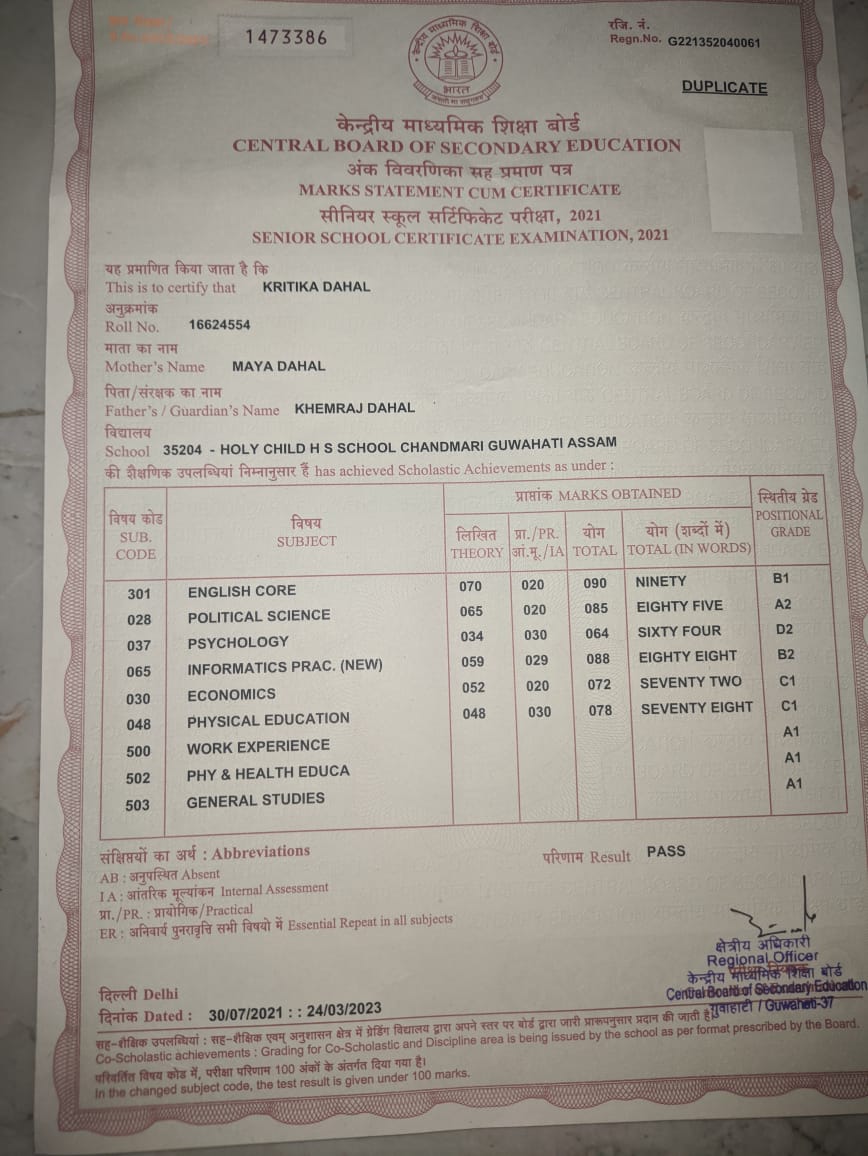 1473386
रजि. नं.
Regn.No. G221352040061
केन्द्रीय माध्यमिक शिक्षा बोर्ड
भारत
DUPLICATE
केन्द्रीय माध्यमिक शिक्षा बोर्ड
CENTRAL BOARD OF SECONDARY EDUCATION
अंक विवरणिका सह प्रमाण पत्र
MARKS STATEMENT CUM CERTIFICATE
सीनियर स्कूल सर्टिफिकेट परीक्षा, 2021
SENIOR SCHOOL CERTIFICATE EXAMINATION, 2021
यह प्रमाणित किया जाता है कि
This is to certify that KRITIKA DAHAL
अनुक्रमांक
Roll No. 16624554
माता का नाम
Mother's Name MAYA DAHAL
पिता/संरक्षक का नाम
Father's / Guardian's Name KHEMRAJ DAHAL
विद्यालय
School 35204 - HOLY CHILD H S SCHOOL CHANDMARI GUWAHATI ASSAM
की शैक्षणिक उपलब्धियां निम्नानुसार हैं has achieved Scholastic Achievements as under :
विषय कोड SUB. CODE
विषय SUBJECT
प्राप्तांक MARKS OBTAINED
लिखित THEORY
प्रा./PR. आं.मू./IA
योग TOTAL
योग (शब्दों में) TOTAL (IN WORDS)
स्थितीय ग्रेड POSITIONAL GRADE
301 ENGLISH CORE 070 020 090 NINETY B1
028 POLITICAL SCIENCE 065 020 085 EIGHTY FIVE A2
037 PSYCHOLOGY 034 030 064 SIXTY FOUR D2
065 INFORMATICS PRAC. (NEW) 059 029 088 EIGHTY EIGHT B2
030 ECONOMICS 052 020 072 SEVENTY TWO C1
048 PHYSICAL EDUCATION 048 030 078 SEVENTY EIGHT C1
500 WORK EXPERIENCE A1
502 PHY & HEALTH EDUCA A1
503 GENERAL STUDIES A1
संक्षिप्तयों का अर्थ : Abbreviations
परिणाम Result PASS
AB : अनुपस्थित Absent
I A : आंतरिक मूल्यांकन Internal Assessment
प्रा./PR. : प्रायोगिक/Practical
ER : अनिवार्य पुनरावृत्ति सभी विषयो में Essential Repeat in all subjects
क्षेत्रीय अधिकारी
Regional Officer
केन्द्रीय माध्यमिक शिक्षा बोर्ड
Central Board of Secondary Education
गुवाहाटी / Guwahati-37
दिल्ली Delhi
दिनांक Dated : 30/07/2021 : : 24/03/2023
सह-शैक्षिक उपलब्धियां : सह-शैक्षिक एवम् अनुशासन क्षेत्र में ग्रेडिंग विद्यालय द्वारा अपने स्तर पर बोर्ड द्वारा जारी प्रारूपनुसार प्रदान की जाती है
Co-Scholastic achievements : Grading for Co-Scholastic and Discipline area is being issued by the school as per format prescribed by the Board.
परिवर्तित विषय कोड में, परीक्षा परिणाम 100 अंकों के अंतर्गत दिया गया है।
In the changed subject code, the test result is given under 100 marks.